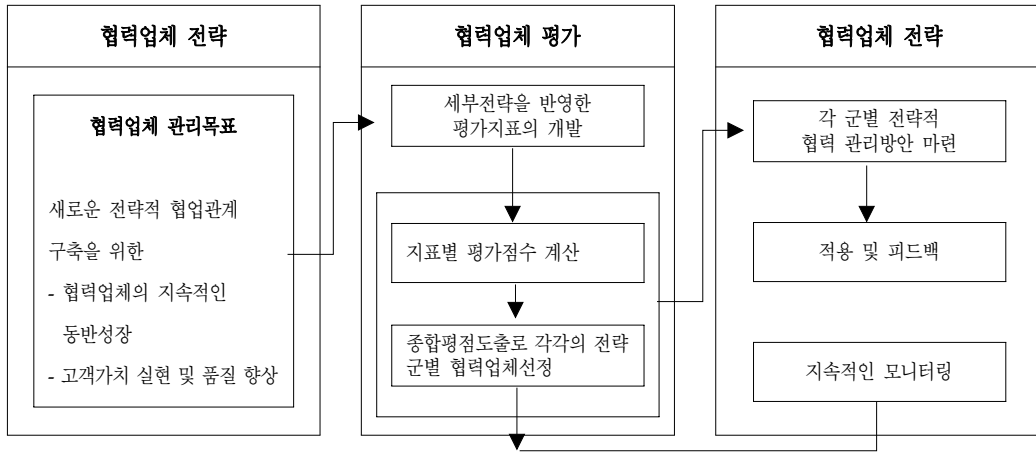 협력업체 전략
협력업체 관리목표
새로운 전략적 협업관계
구축을 위한
- 협력업체의 지속적인
동반성장
- 고객가치 실현 및 품질 향상
협력업체 평가
세부전략을 반영한
평가지표의 개발
지표별 평가점수 계산
종합평점도출로 각각의 전략
군별 협력업체선정
협력업체 전략
각 군별 전략적
협력 관리방안 마련
적용 및 피드백
지속적인 모니터링